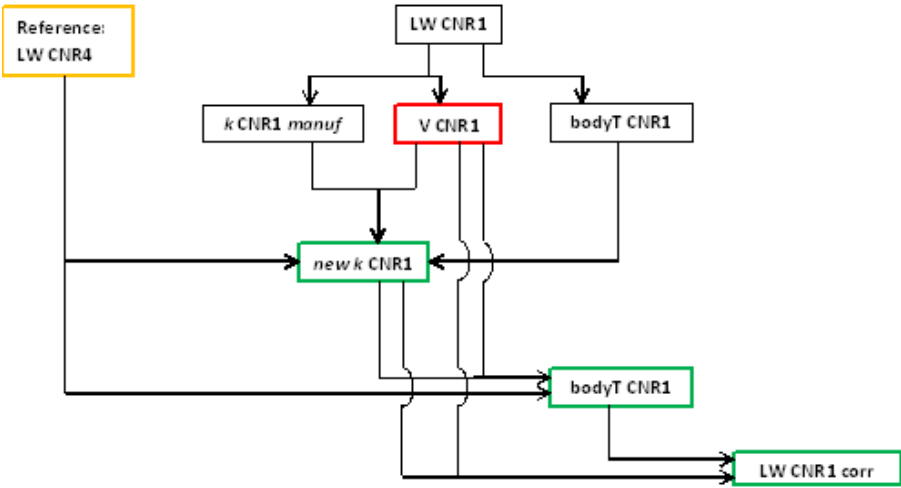 Reference:
LW CNR4
LW CNR1
k CNR1 manuf
V CNR1
bodyT CNR1
new k CNR1
bodyT CNR1
LW CNR1 corr